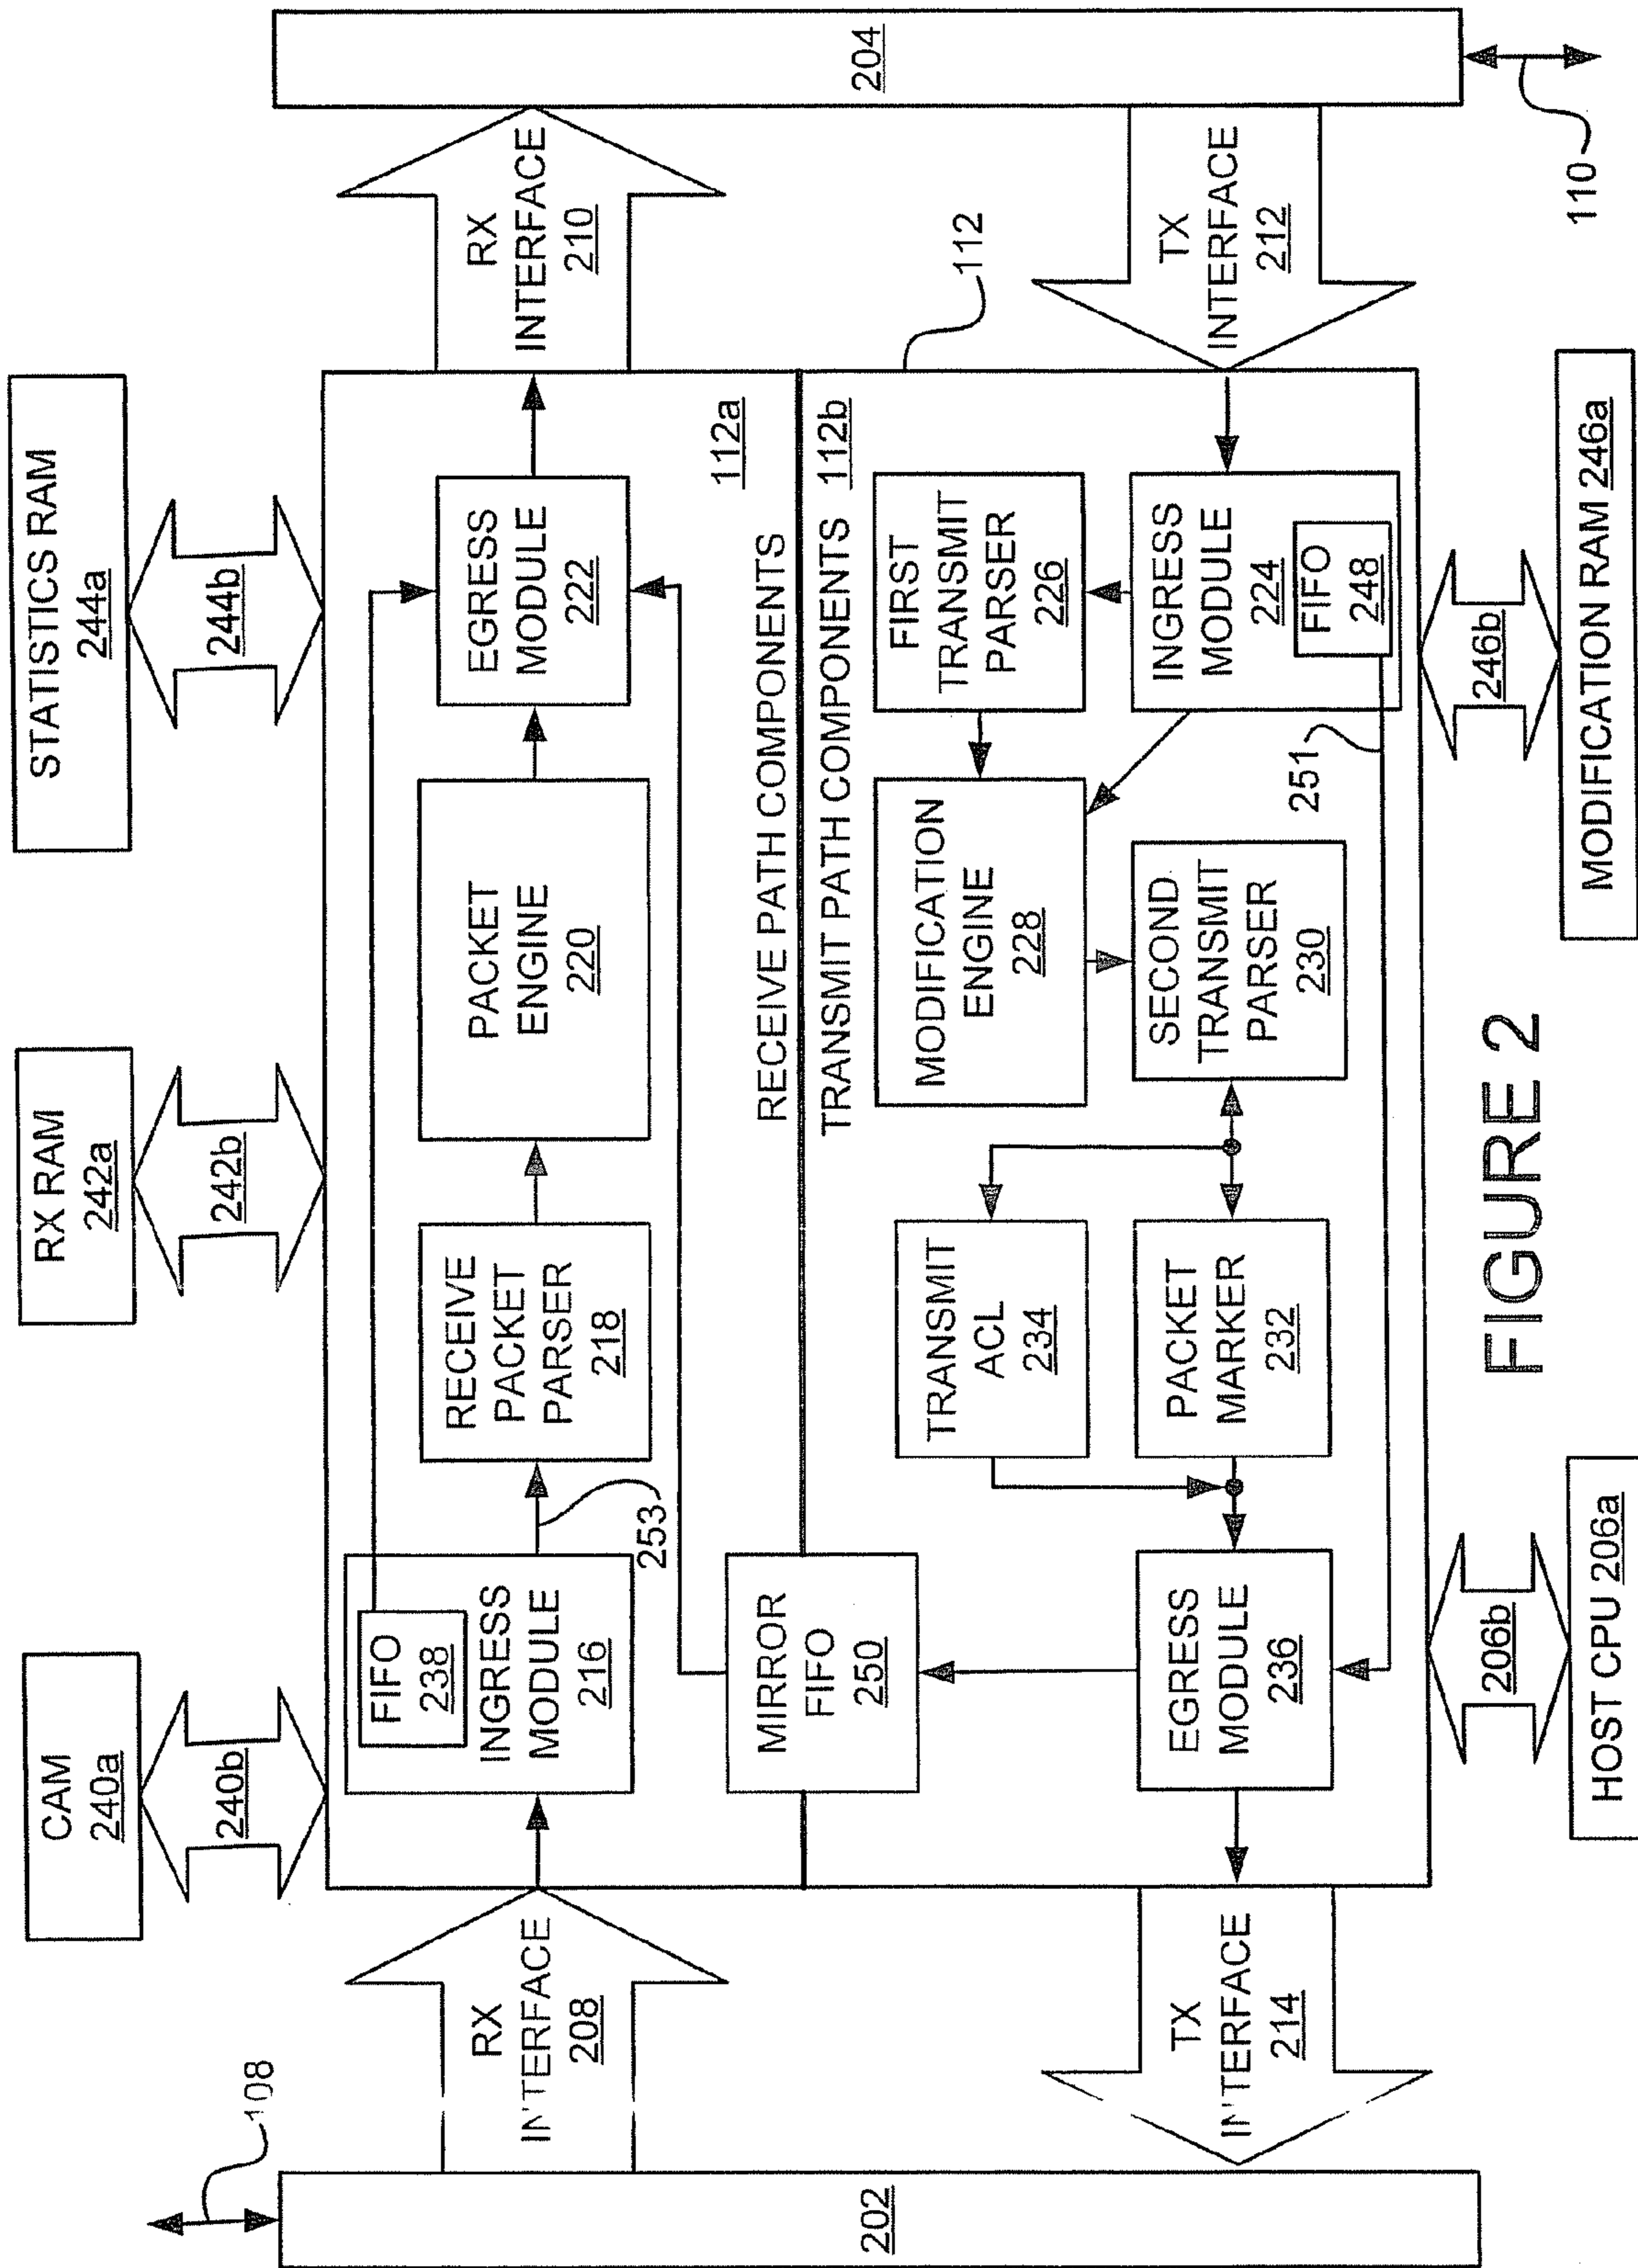 108
202
CAM
240a
240b
RX RAM
242a
242b
STATISTICS RAM
244a
244b
RX
INTERFACE
208
FIFO
238
INGRESS
MODULE
216
253
RECEIVE
PACKET
PARSER
218
PACKET
ENGINE
220
EGRESS
MODULE
222
RX
INTERFACE
210
204
110
MIRROR
FIFO
250
RECEIVE PATH COMPONENTS 112a
TRANSMIT PATH COMPONENTS 112b
112
TX
INTERFACE
214
EGRESS
MODULE
236
TRANSMIT
ACL
234
PACKET
MARKER
232
MODIFICATION
ENGINE
228
SECOND
TRANSMIT
PARSER
230
FIRST
TRANSMIT
PARSER
226
INGRESS
MODULE
224
FIFO
248
251
TX
INTERFACE
212
206b
HOST CPU 206a
246b
MODIFICATION RAM 246a
FIGURE 2